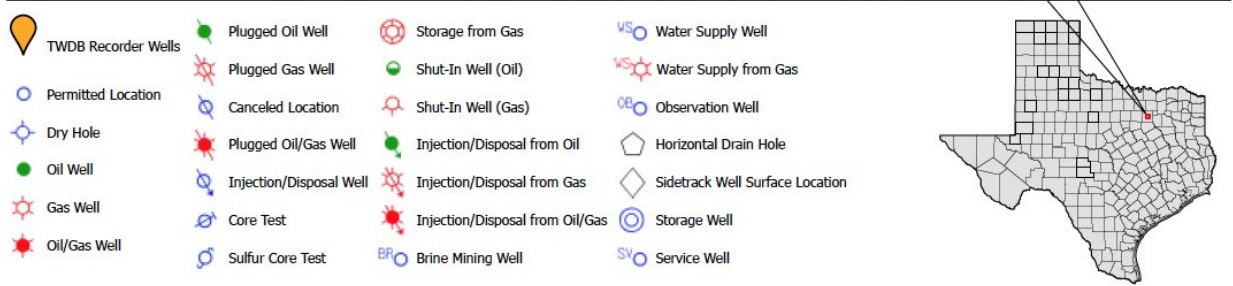 TWDB Recorder Wells
Permitted Location
Dry Hole
Oil Well
Gas Well
Oil/Gas Well
Plugged Oil Well
Plugged Gas Well
Canceled Location
Plugged Oil/Gas Well
Injection/Disposal Well
Core Test
Sulfur Core Test
Storage from Gas
Shut-In Well (Oil)
Shut-In Well (Gas)
Injection/Disposal from Oil
Injection/Disposal from Gas
Injection/Disposal from Oil/Gas
BR Brine Mining Well
WS Water Supply Well
WS Water Supply from Gas
OB Observation Well
Horizontal Drain Hole
Sidetrack Well Surface Location
Storage Well
SV Service Well